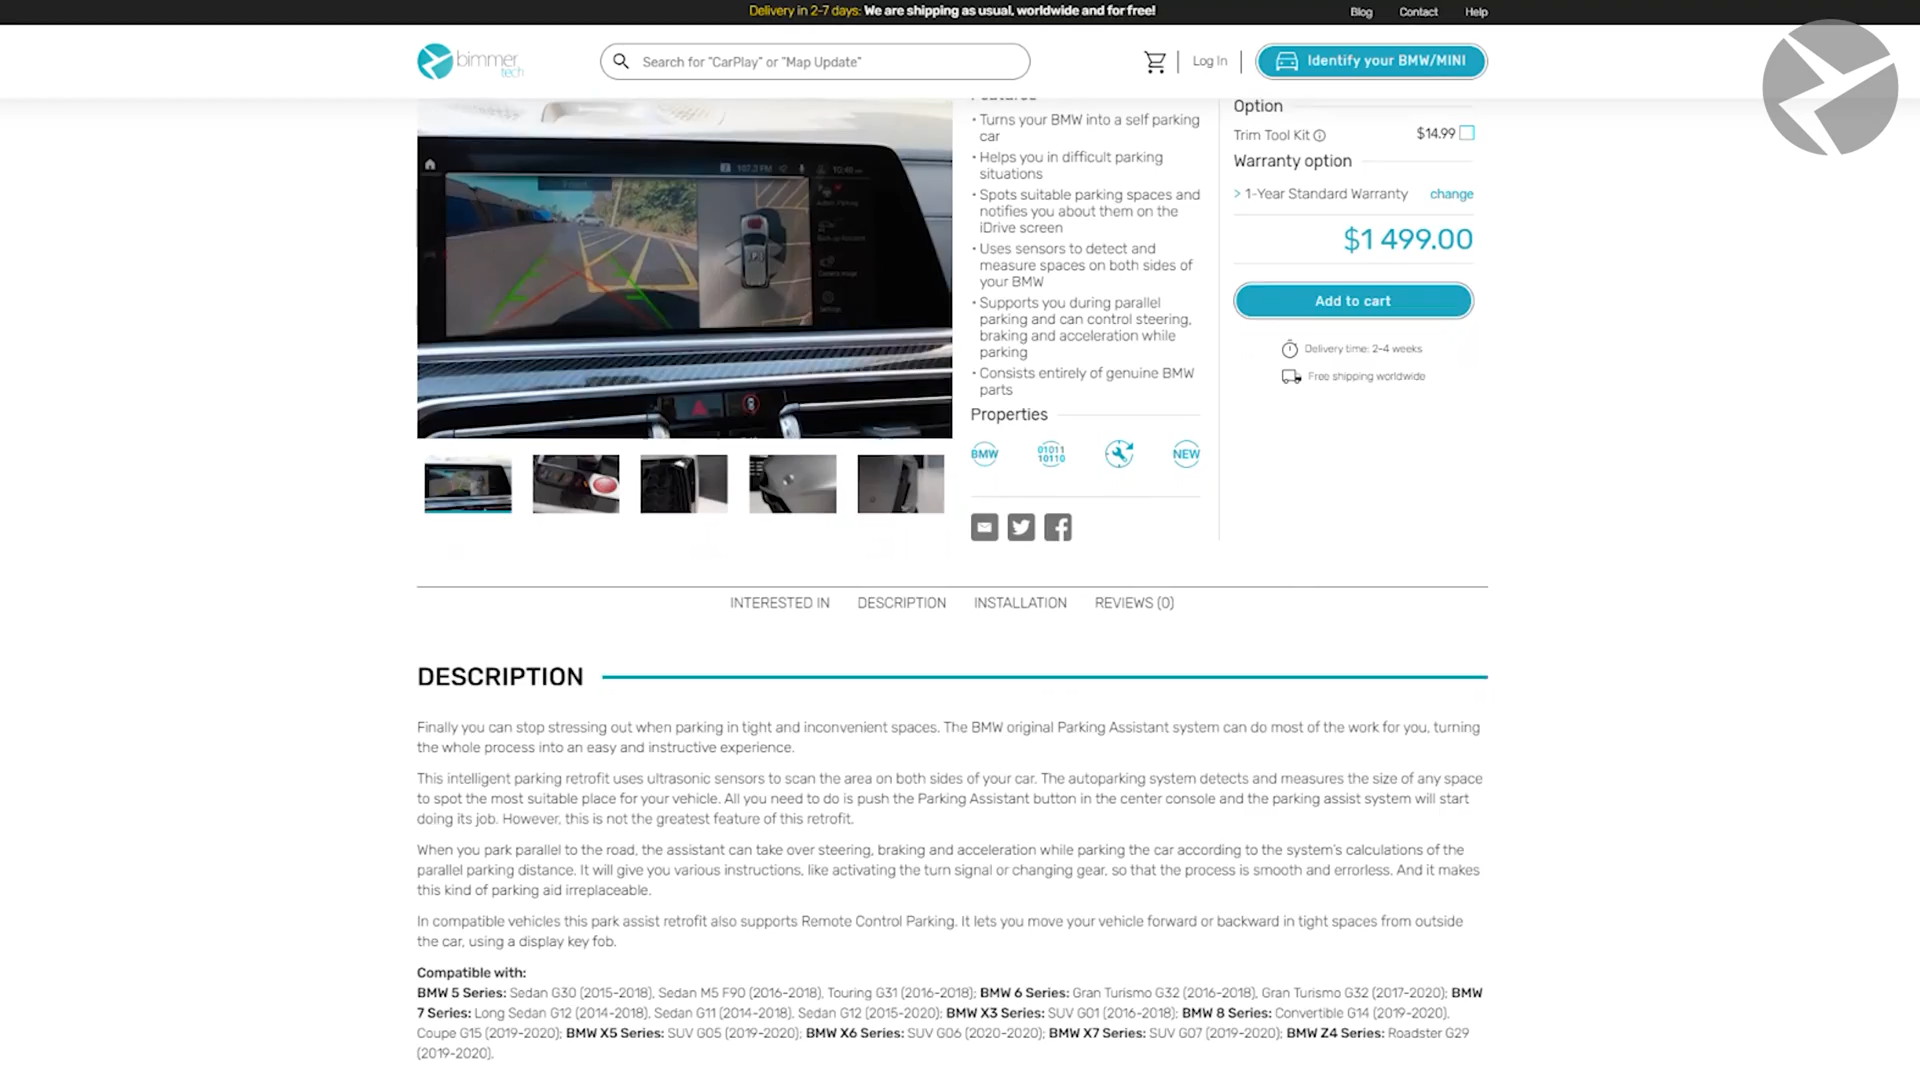 Delivery in 2-7 days: We are shipping as usual, worldwide and for free!
Blog Contact Help
bimmer
tech
Search for "CarPlay" or "Map Update"
Log In
Identify your BMW/MINI
Features
• Turns your BMW into a self parking
car
• Helps you in difficult parking
situations
• Spots suitable parking spaces and
notifies you about them on the
iDrive screen
• Uses sensors to detect and
measure spaces on both sides of
your BMW
• Supports you during parallel
parking and can control steering,
braking and acceleration while
parking
• Consists entirely of genuine BMW
parts
Properties
BMW
01011
10110
NEW
Option
Trim Tool Kit $14.99
Warranty option
> 1-Year Standard Warranty change
$1 499.00
Add to cart
Delivery time: 2-4 weeks
Free shipping worldwide
INTERESTED IN DESCRIPTION INSTALLATION REVIEWS (0)
DESCRIPTION
Finally you can stop stressing out when parking in tight and inconvenient spaces. The BMW original Parking Assistant system can do most of the work for you, turning
the whole process into an easy and instructive experience.
This intelligent parking retrofit uses ultrasonic sensors to scan the area on both sides of your car. The autoparking system detects and measures the size of any space
to spot the most suitable place for your vehicle. All you need to do is push the Parking Assistant button in the center console and the parking assist system will start
doing its job. However, this is not the greatest feature of this retrofit.
When you park parallel to the road, the assistant can take over steering, braking and acceleration while parking the car according to the system's calculations of the
parallel parking distance. It will give you various instructions, like activating the turn signal or changing gear, so that the process is smooth and errorless. And it makes
this kind of parking aid irreplaceable.
In compatible vehicles this park assist retrofit also supports Remote Control Parking. It lets you move your vehicle forward or backward in tight spaces from outside
the car, using a display key fob.
Compatible with:
BMW 5 Series: Sedan G30 (2015-2018), Sedan M5 F90 (2016-2018), Touring G31 (2016-2018); BMW 6 Series: Gran Turismo G32 (2016-2018), Gran Turismo G32 (2017-2020); BMW
7 Series: Long Sedan G12 (2014-2018), Sedan G11 (2014-2018), Sedan G12 (2015-2020); BMW X3 Series: SUV G01 (2016-2018); BMW 8 Series: Convertible G14 (2019-2020),
Coupe G15 (2019-2020); BMW X5 Series: SUV G05 (2019-2020); BMW X6 Series: SUV G06 (2020-2020); BMW X7 Series: SUV G07 (2019-2020); BMW Z4 Series: Roadster G29
(2019-2020),